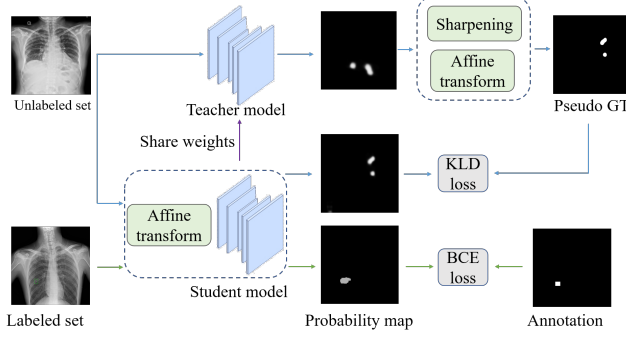 Sharpening
Affine
transform
Unlabeled set
Teacher model
Pseudo GT
Share weights
KLD
loss
Affine
transform
BCE
loss
Student model
Labeled set
Probability map
Annotation